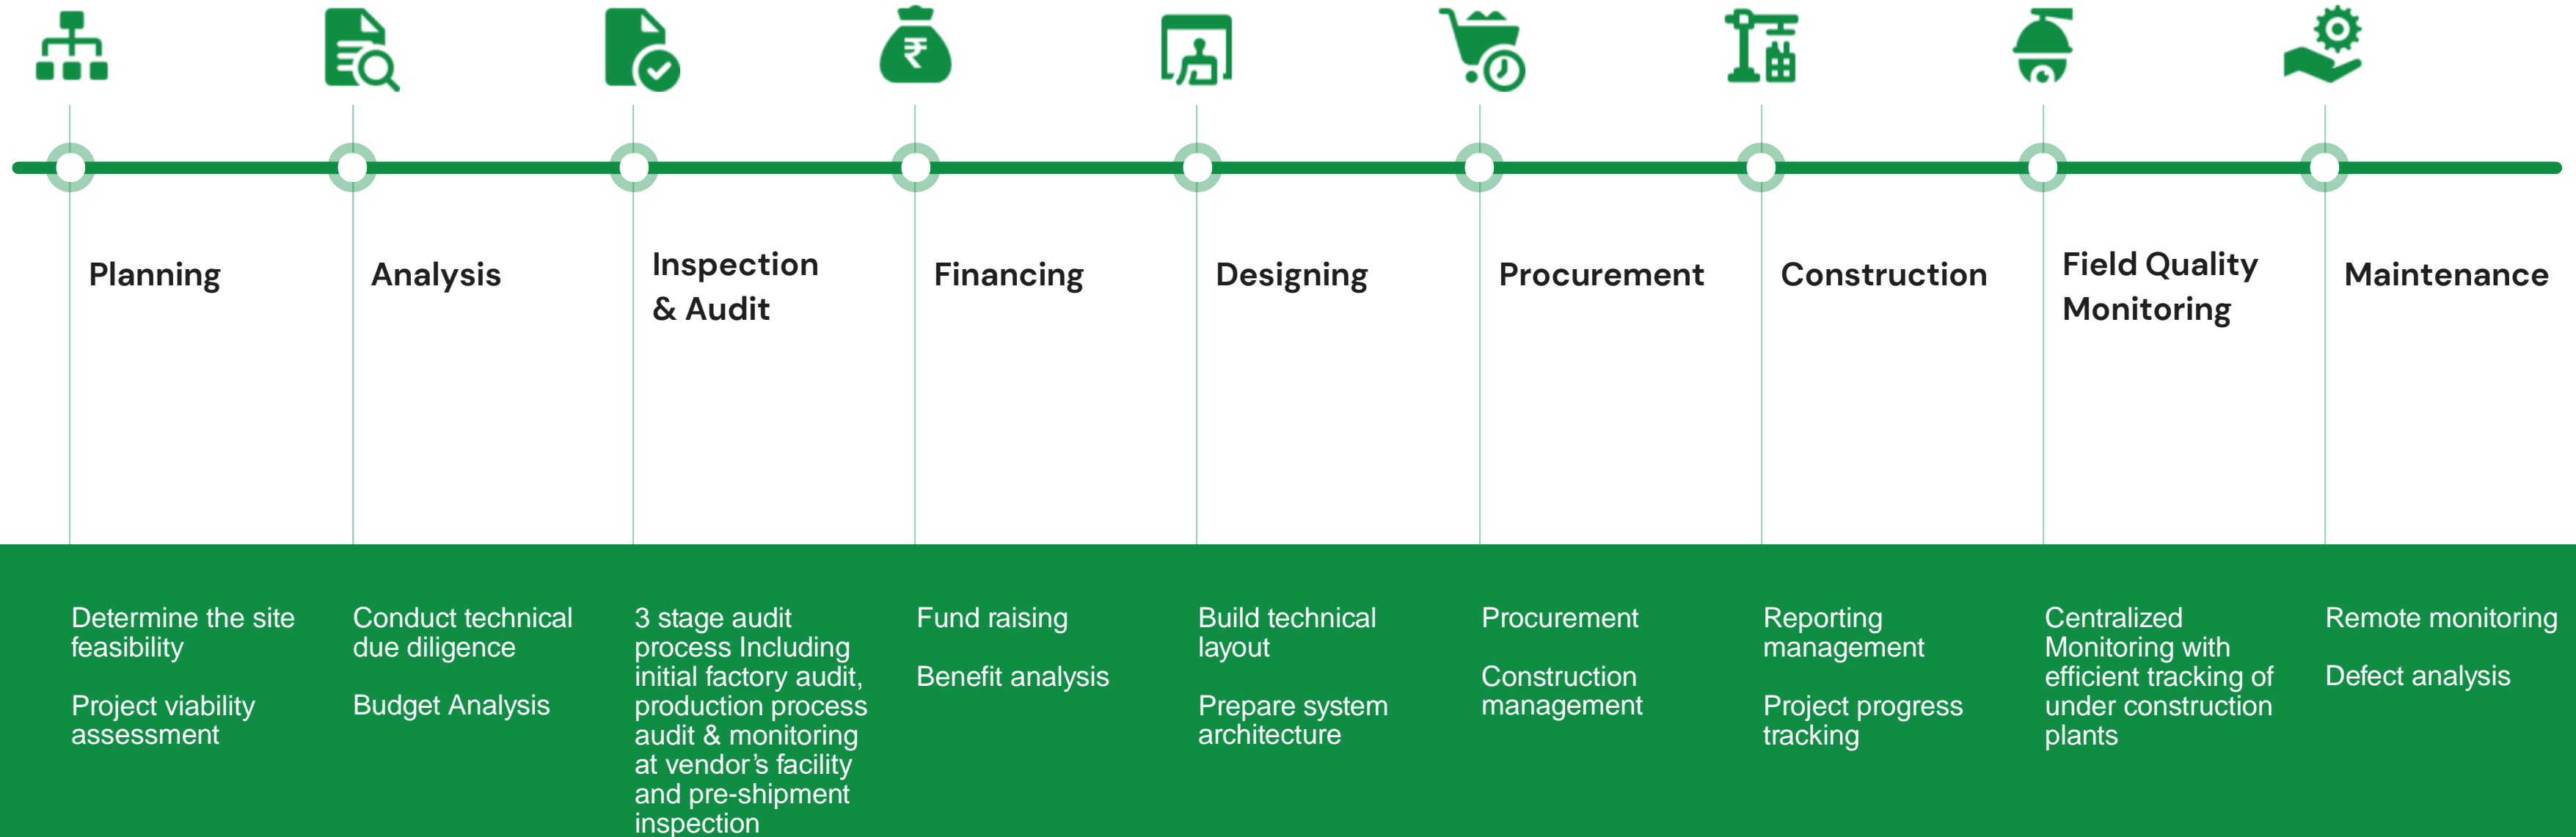 ₹
Planning
Analysis
Inspection
& Audit
Financing
Designing
Procurement
Construction
Field Quality
Monitoring
Maintenance
Determine the site
feasibility
Project viability
assessment
Conduct technical
due diligence
Budget Analysis
3 stage audit
process Including
initial factory audit,
production process
audit & monitoring
at vendor’s facility
and pre-shipment
inspection
Fund raising
Benefit analysis
Build technical
layout
Prepare system
architecture
Procurement
Construction
management
Reporting
management
Project progress
tracking
Centralized
Monitoring with
efficient tracking of
under construction
plants
Remote monitoring
Defect analysis